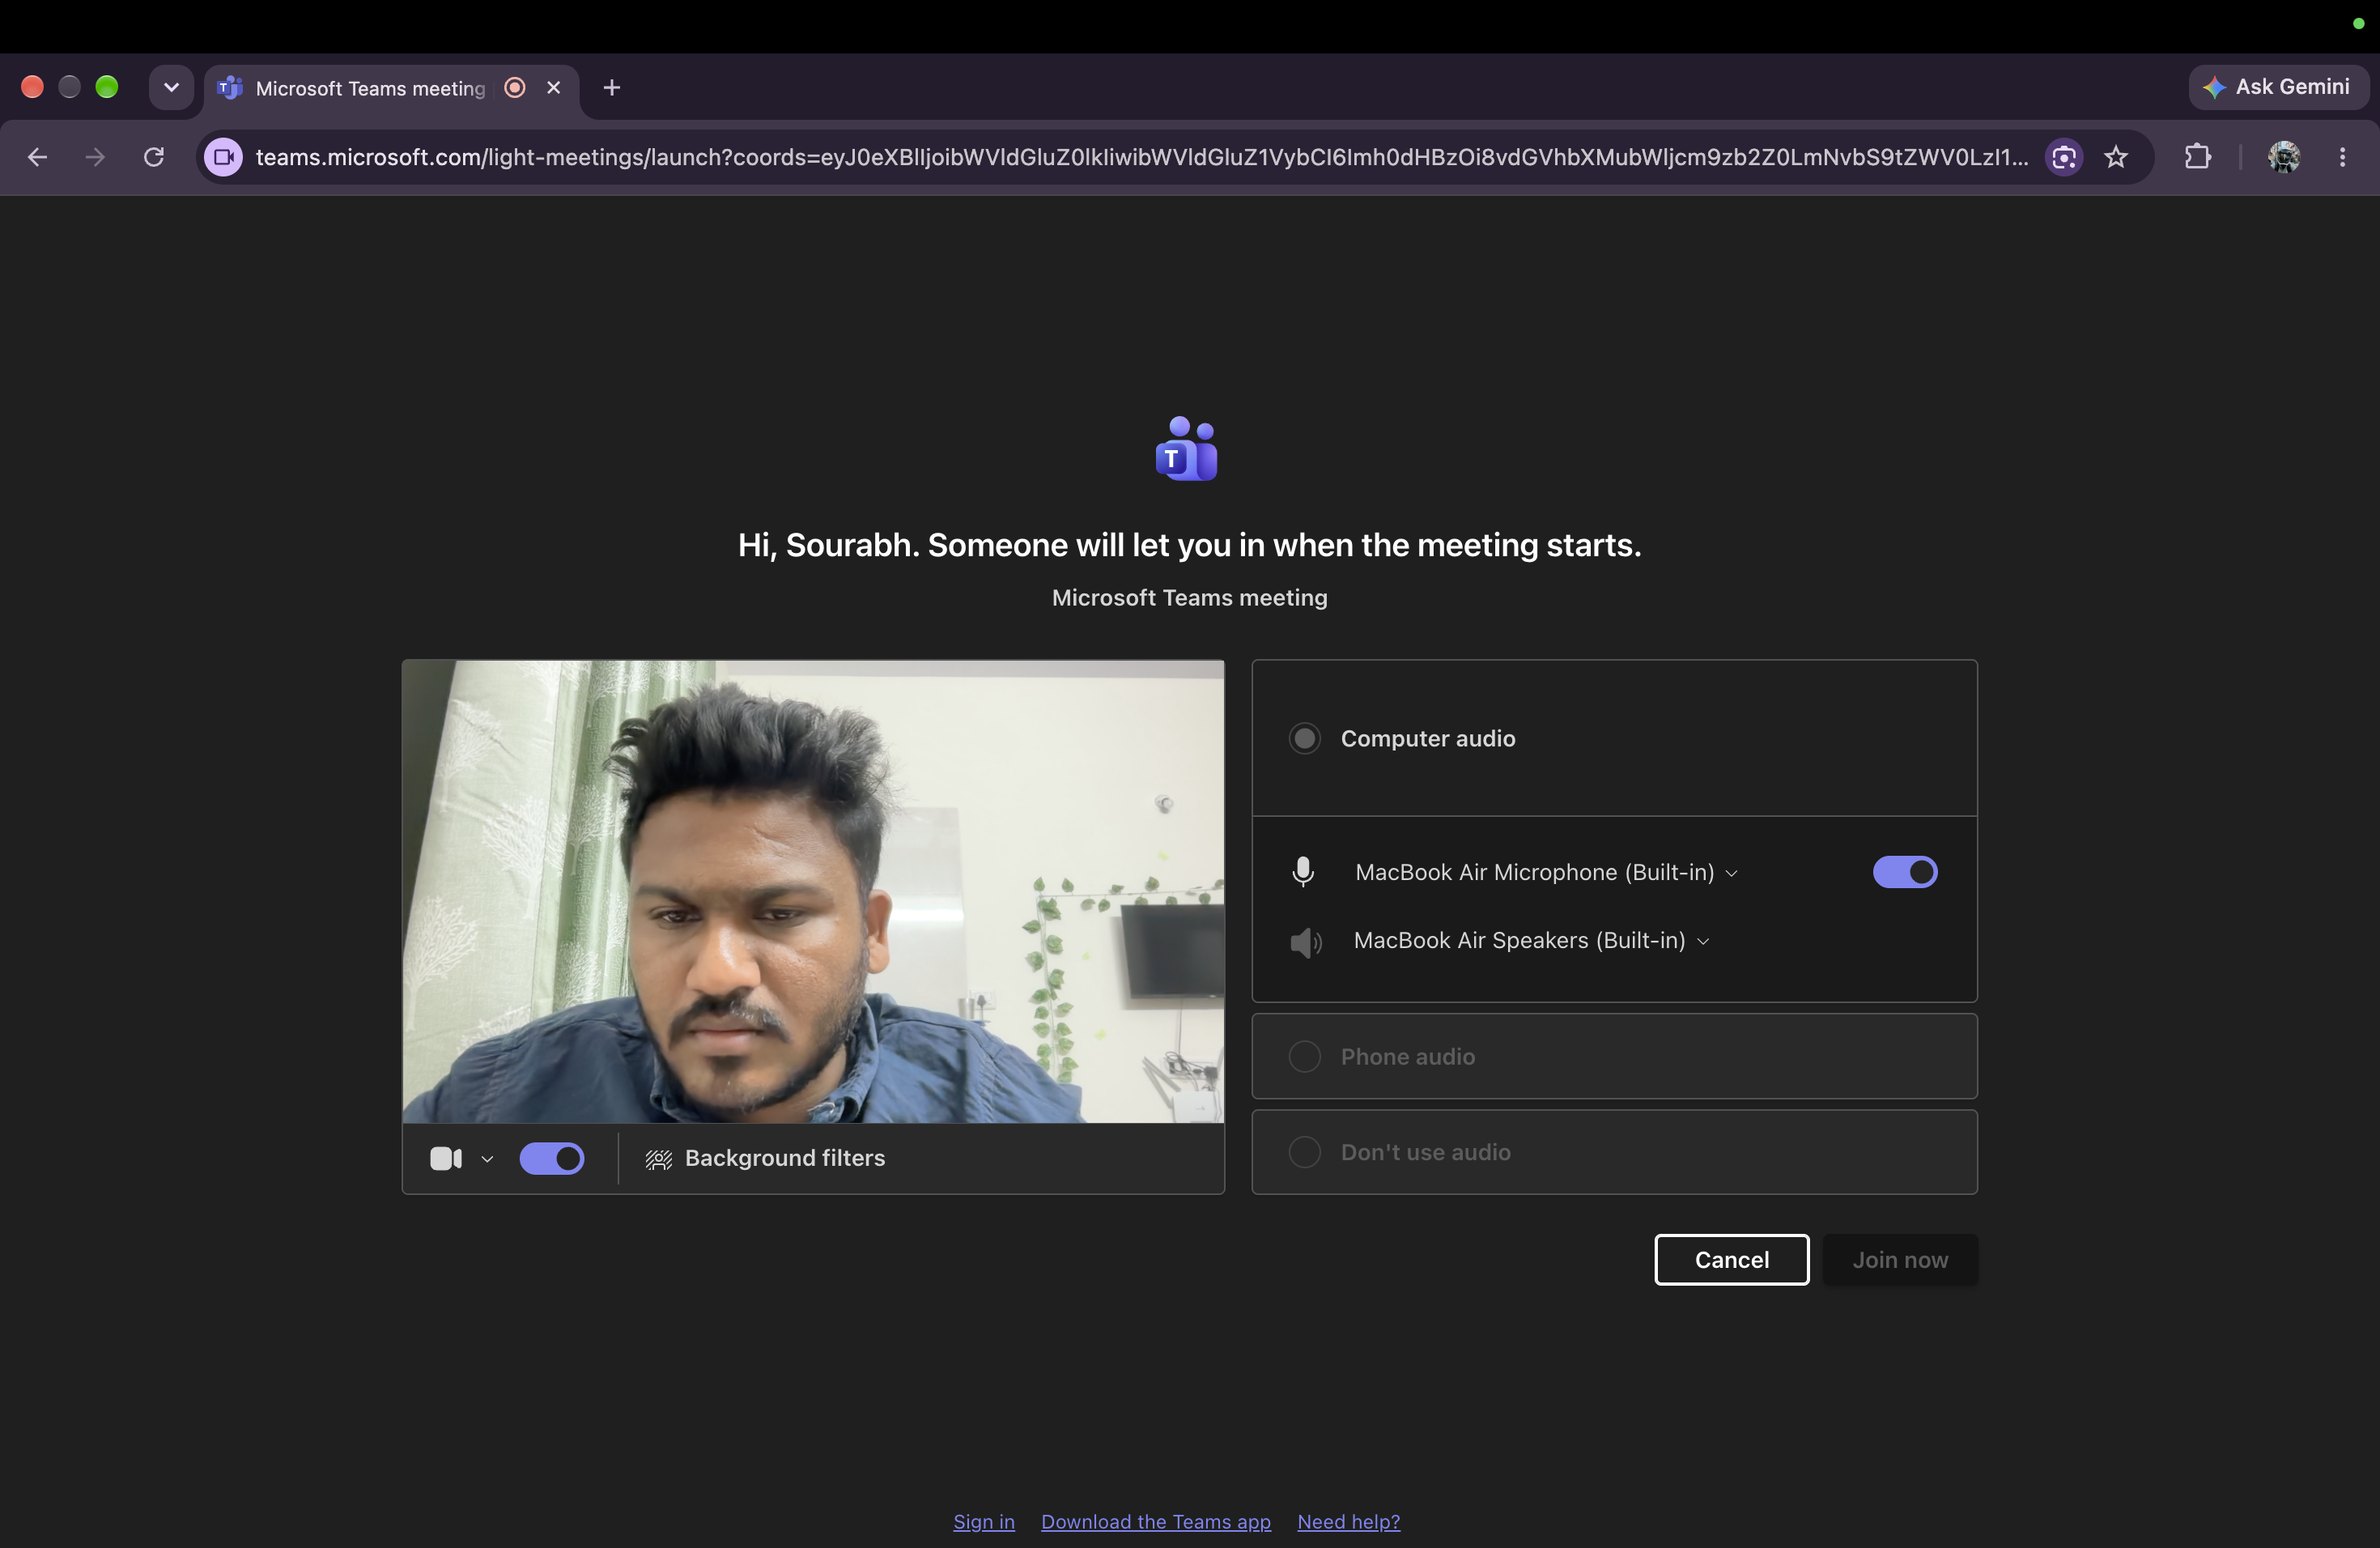 Microsoft Teams meeting
Ask Gemini
teams.microsoft.com/light-meetings/launch?coords=eyJ0eXBlIjoibWVldGluZ0lkIiwibWVldGluZ1VybCI6Imh0dHBzOi8vdGVhbXMubWljcm9zb2Z0LmNvbS9tZWV0LzI1...
T
Hi, Sourabh. Someone will let you in when the meeting starts.
Microsoft Teams meeting
Computer audio
MacBook Air Microphone (Built-in)
MacBook Air Speakers (Built-in)
Phone audio
Don't use audio
Background filters
Cancel
Join now
Sign in
Download the Teams app
Need help?